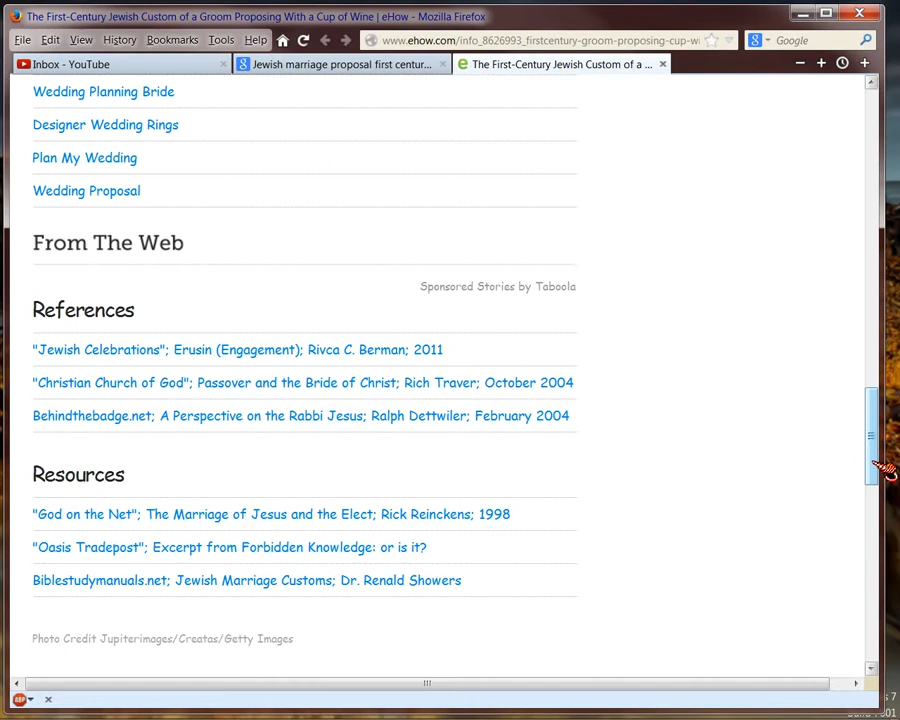 The First-Century Jewish Custom of a Groom Proposing With a Cup of Wine | eHow - Mozilla Firefox
File Edit View History Bookmarks Tools Help
www.ehow.com/info_8626993_firstcentury-groom-proposing-cup-wi
Google
Inbox - YouTube
Jewish marriage proposal first centur...
The First-Century Jewish Custom of a ...
Wedding Planning Bride
Designer Wedding Rings
Plan My Wedding
Wedding Proposal
From The Web
Sponsored Stories by Taboola
References
"Jewish Celebrations"; Erusin (Engagement); Rivca C. Berman; 2011
"Christian Church of God"; Passover and the Bride of Christ; Rich Traver; October 2004
Behindthebadge.net; A Perspective on the Rabbi Jesus; Ralph Dettwiler; February 2004
Resources
"God on the Net"; The Marriage of Jesus and the Elect; Rick Reinckens; 1998
"Oasis Tradepost"; Excerpt from Forbidden Knowledge: or is it?
Biblestudymanuals.net; Jewish Marriage Customs; Dr. Renald Showers
Photo Credit Jupiterimages/Creatas/Getty Images
ABP
s 7